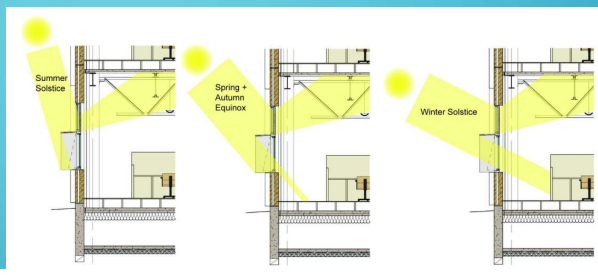 Summer
Solstice
Spring +
Autumn
Equinox
Winter Solstice